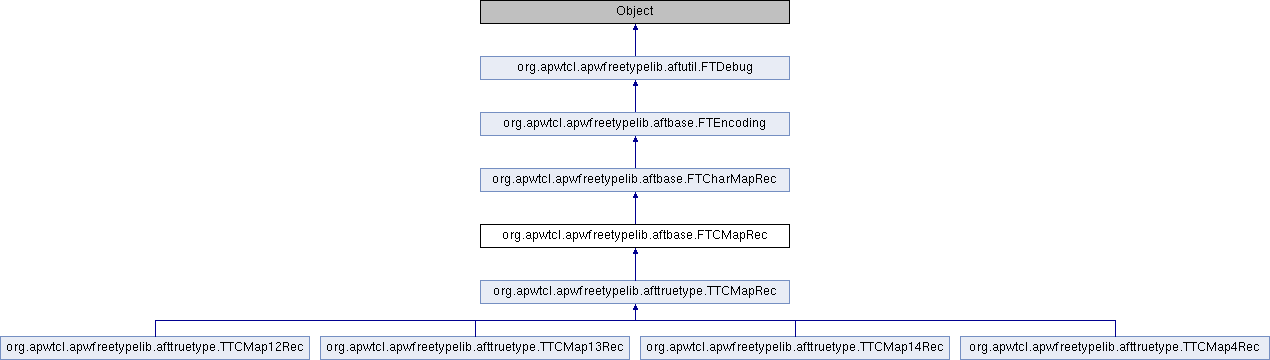 Object
org.apwtcl.apwfreetypelib.aftutil.FTDebug
org.apwtcl.apwfreetypelib.aftbase.FTEncoding
org.apwtcl.apwfreetypelib.aftbase.FTCharMapRec
org.apwtcl.apwfreetypelib.aftbase.FTCMapRec
org.apwtcl.apwfreetypelib.afttruetype.TTCMapRec
org.apwtcl.apwfreetypelib.afttruetype.TTCMap12Rec
org.apwtcl.apwfreetypelib.afttruetype.TTCMap13Rec
org.apwtcl.apwfreetypelib.afttruetype.TTCMap14Rec
org.apwtcl.apwfreetypelib.afttruetype.TTCMap4Rec